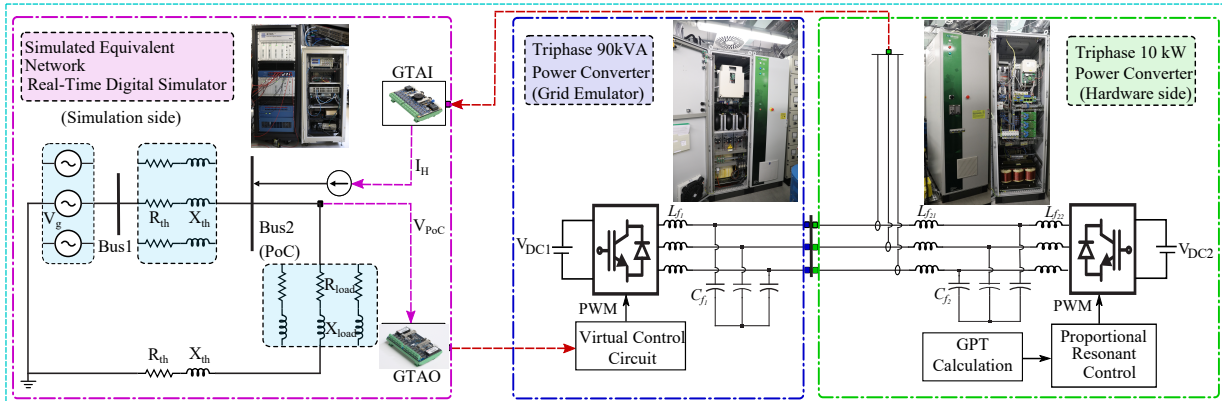 Simulated Equivalent
Network
Real-Time Digital Simulator
(Simulation side)
GTAI
I_H
V_g
Bus1
R_th
X_th
Bus2
(PoC)
V_PoC
R_load
X_load
R_th
X_th
GTAO
Triphase 90kVA
Power Converter
(Grid Emulator)
V_DC1
L_f1
C_f1
PWM
Virtual Control
Circuit
Triphase 10 kW
Power Converter
(Hardware side)
L_f21
L_f22
C_f2
V_DC2
PWM
GPT
Calculation
Proportional
Resonant
Control